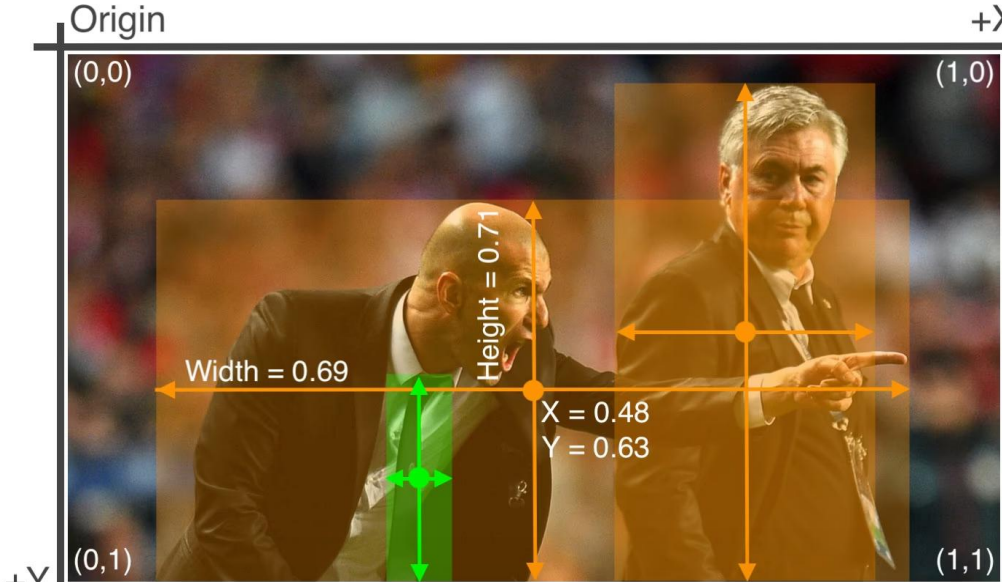 Origin
+X
(0,0)
(1,0)
Height = 0.71
Width = 0.69
X = 0.48
Y = 0.63
(0,1)
(1,1)
+Y